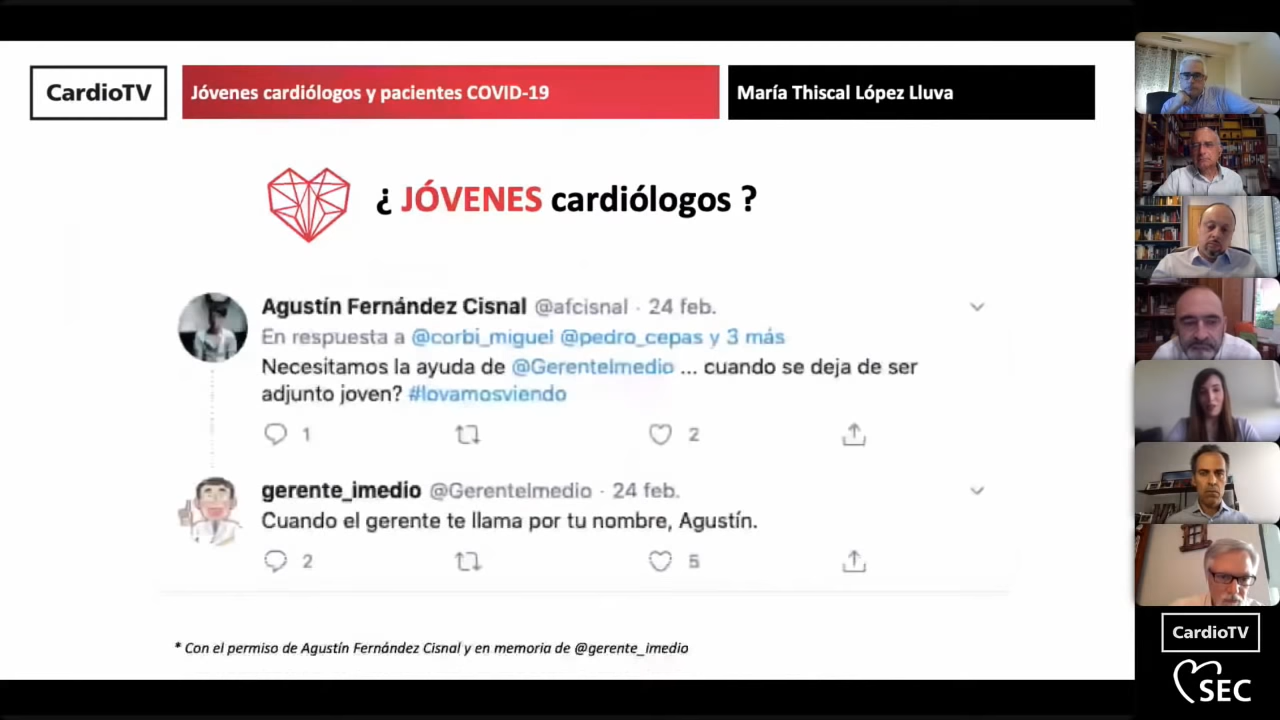 CardioTV
Jóvenes cardiólogos y pacientes COVID-19
María Thiscal López Lluva
¿ JÓVENES cardiólogos ?
Agustín Fernández Cisnal @afcisnal · 24 feb.
En respuesta a @corbi_miguel @pedro_cepas y 3 más
Necesitamos la ayuda de @GerenteImedio ... cuando se deja de ser
adjunto joven? #lovamosviendo
1
2
gerente_imedio @GerenteImedio · 24 feb.
Cuando el gerente te llama por tu nombre, Agustín.
2
5
* Con el permiso de Agustín Fernández Cisnal y en memoria de @gerente_imedio
CardioTV
SEC